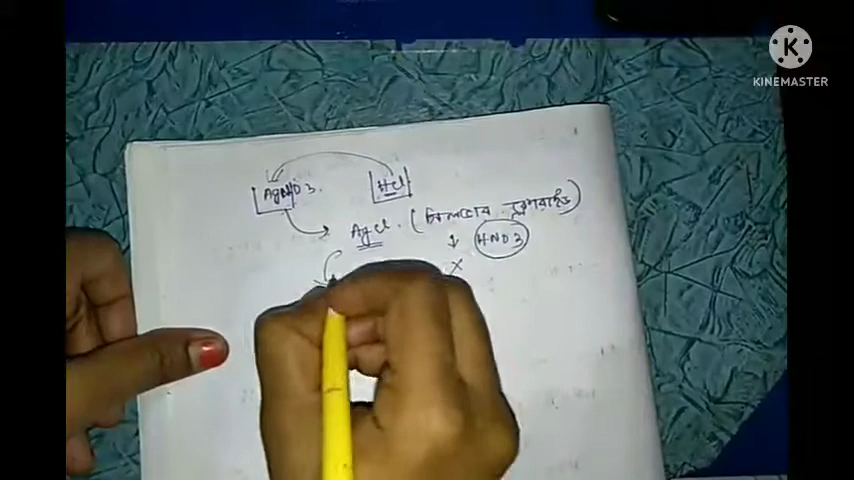 K
KINEMASTER
AgNO3. HCl
AgCl. (সিলভার ক্লোরাইড)
↓ HNO3
×